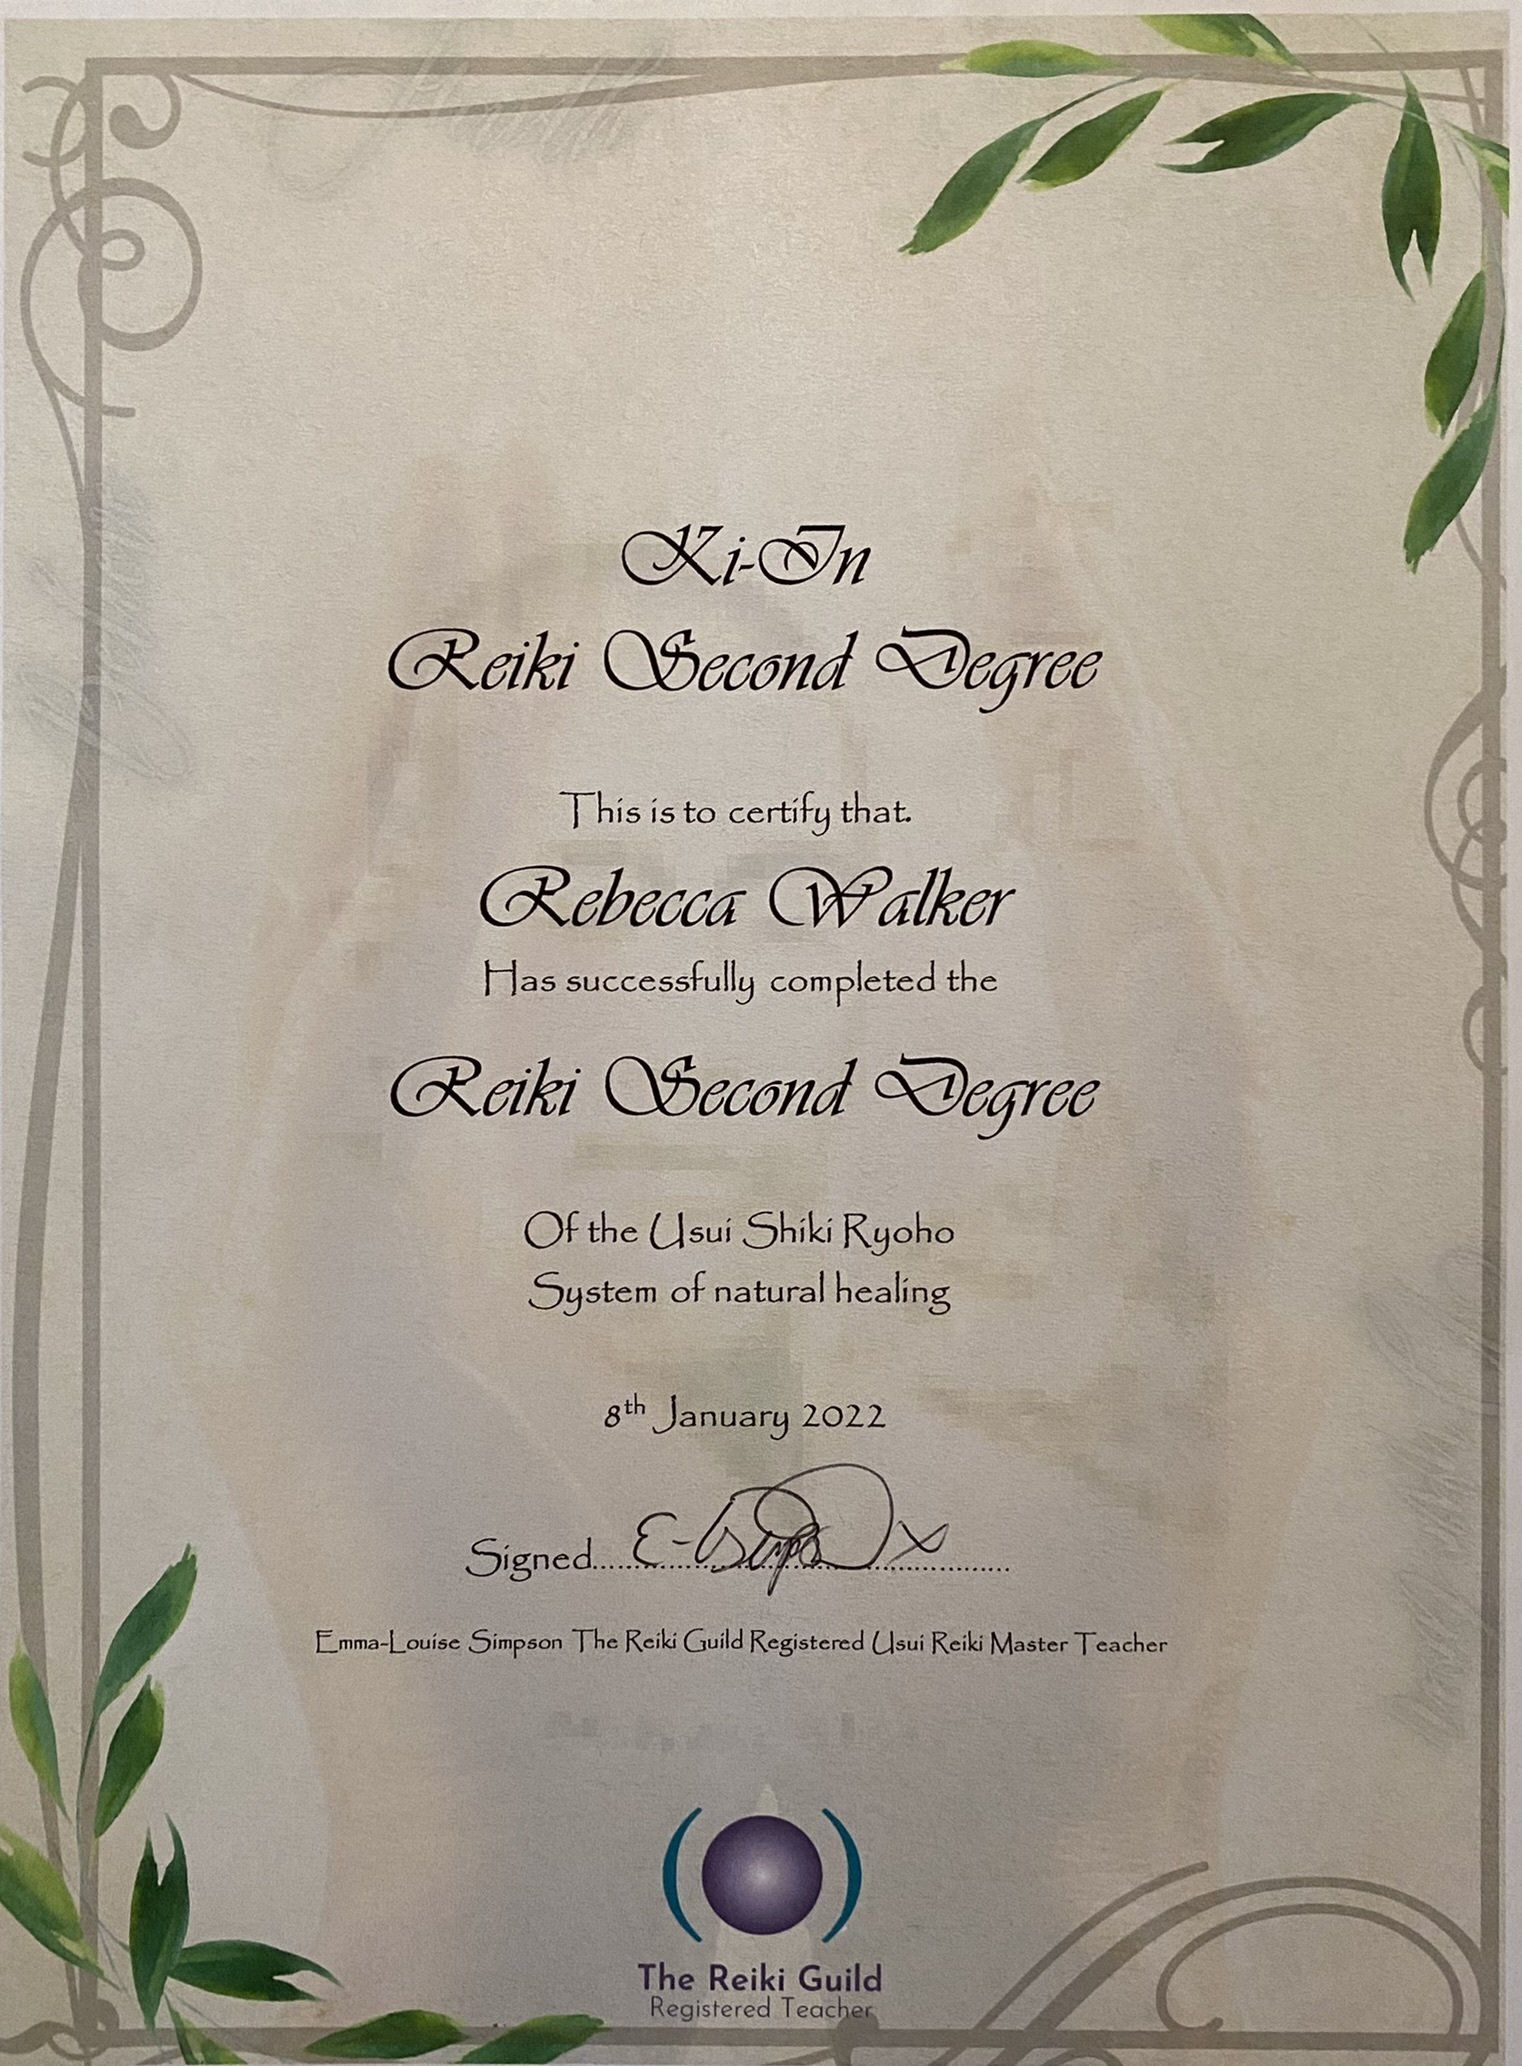 Ki-In
Reiki Second Degree
This is to certify that.
Rebecca Walker
Has successfully completed the
Reiki Second Degree
Of the Usui Shiki Ryoho
System of natural healing
8th January 2022
Signed....................................................
Emma-Louise Simpson The Reiki Guild Registered Usui Reiki Master Teacher
The Reiki Guild
Registered Teacher